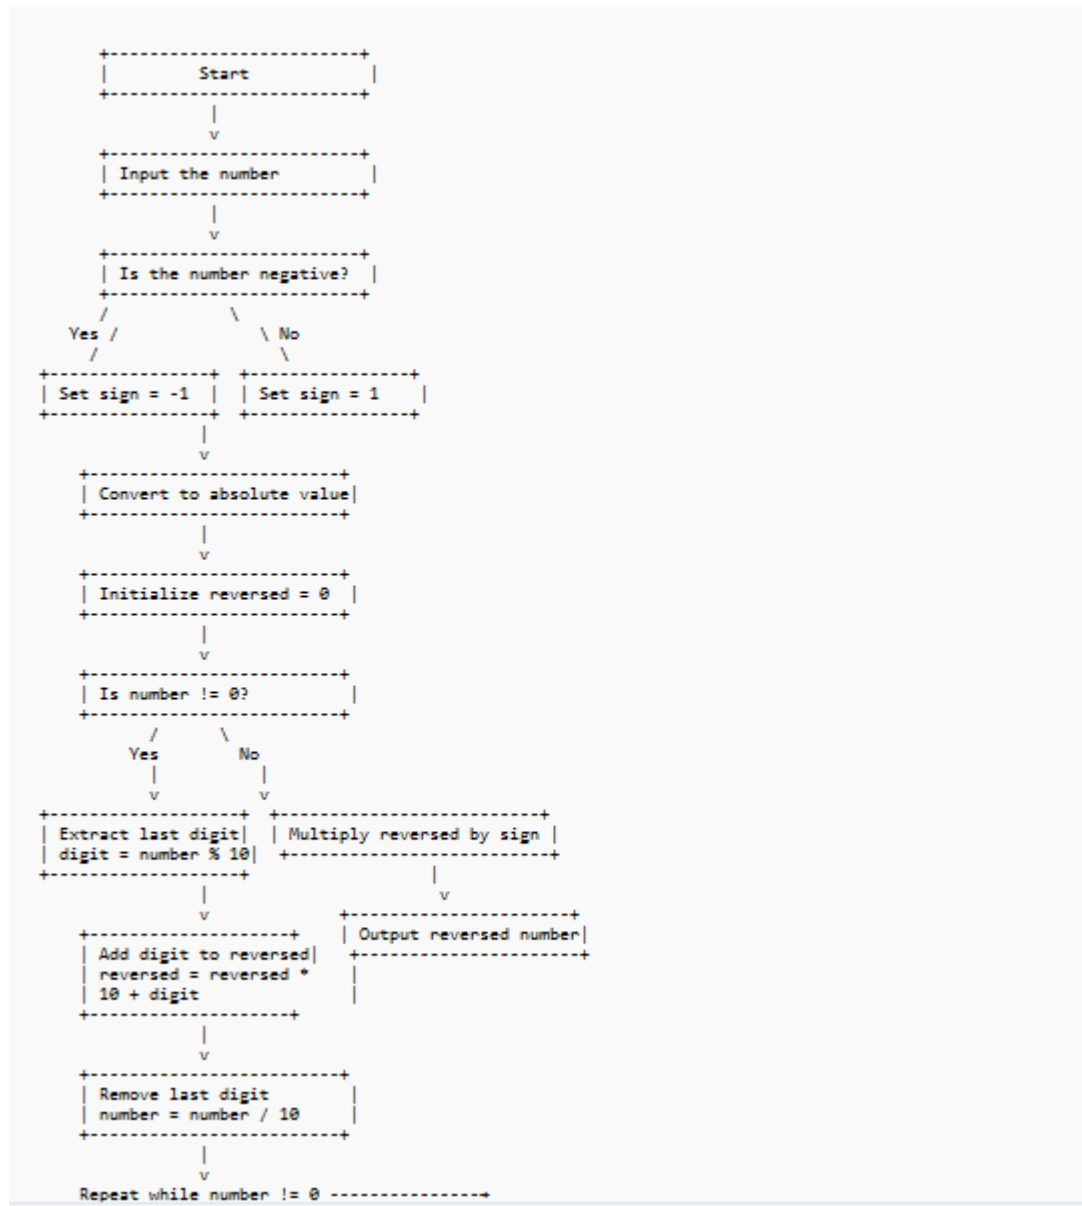 Start
Input the number
Is the number negative?
Yes / \ No
Set sign = -1 | | Set sign = 1
Convert to absolute value
Initialize reversed = 0
Is number != 0?
Yes No
Extract last digit| | Multiply reversed by sign
digit = number % 10
Add digit to reversed| | Output reversed number
reversed = reversed *
10 + digit
Remove last digit
number = number / 10
Repeat while number != 0